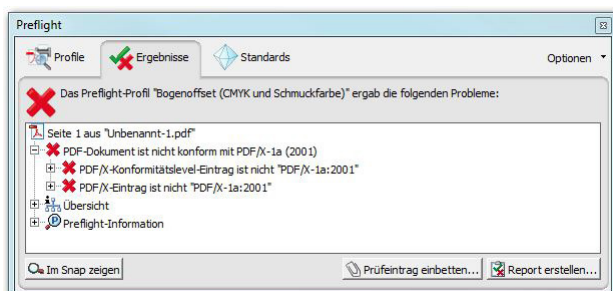 Preflight
Profile
Ergebnisse
Standards
Optionen
Das Preflight-Profil "Bogenoffset (CMYK und Schmuckfarbe)" ergab die folgenden Probleme:
Seite 1 aus "Unbenannt-1.pdf"
PDF-Dokument ist nicht konform mit PDF/X-1a (2001)
PDF/X-Konformitätslevel-Eintrag ist nicht "PDF/X-1a:2001"
PDF/X-Eintrag ist nicht "PDF/X-1a:2001"
Übersicht
Preflight-Information
Im Snap zeigen
Prüfeintrag einbetten...
Report erstellen...